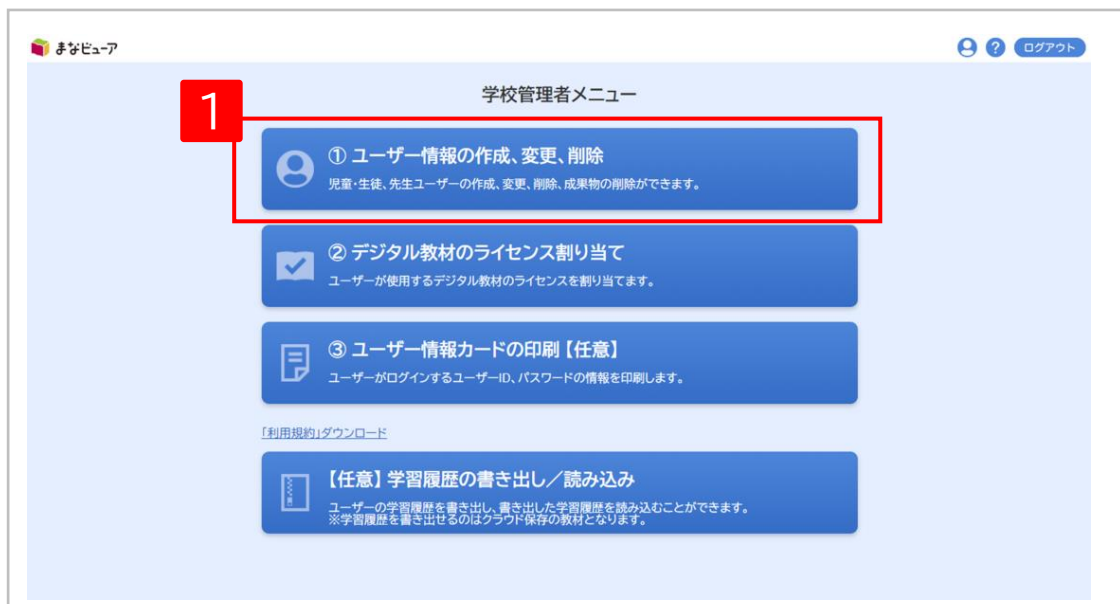 まなビューア
? ログアウト
学校管理者メニュー
1
① ユーザー情報の作成、変更、削除
児童・生徒、先生ユーザーの作成、変更、削除、成果物の削除ができます。
② デジタル教材のライセンス割り当て
ユーザーが使用するデジタル教材のライセンスを割り当てます。
③ ユーザー情報カードの印刷【任意】
ユーザーがログインするユーザーID、パスワードの情報を印刷します。
「利用規約」ダウンロード
【任意】学習履歴の書き出し／読み込み
ユーザーの学習履歴を書き出し、書き出した学習履歴を読み込むことができます。
※学習履歴を書き出せるのはクラウド保存の教材となります。